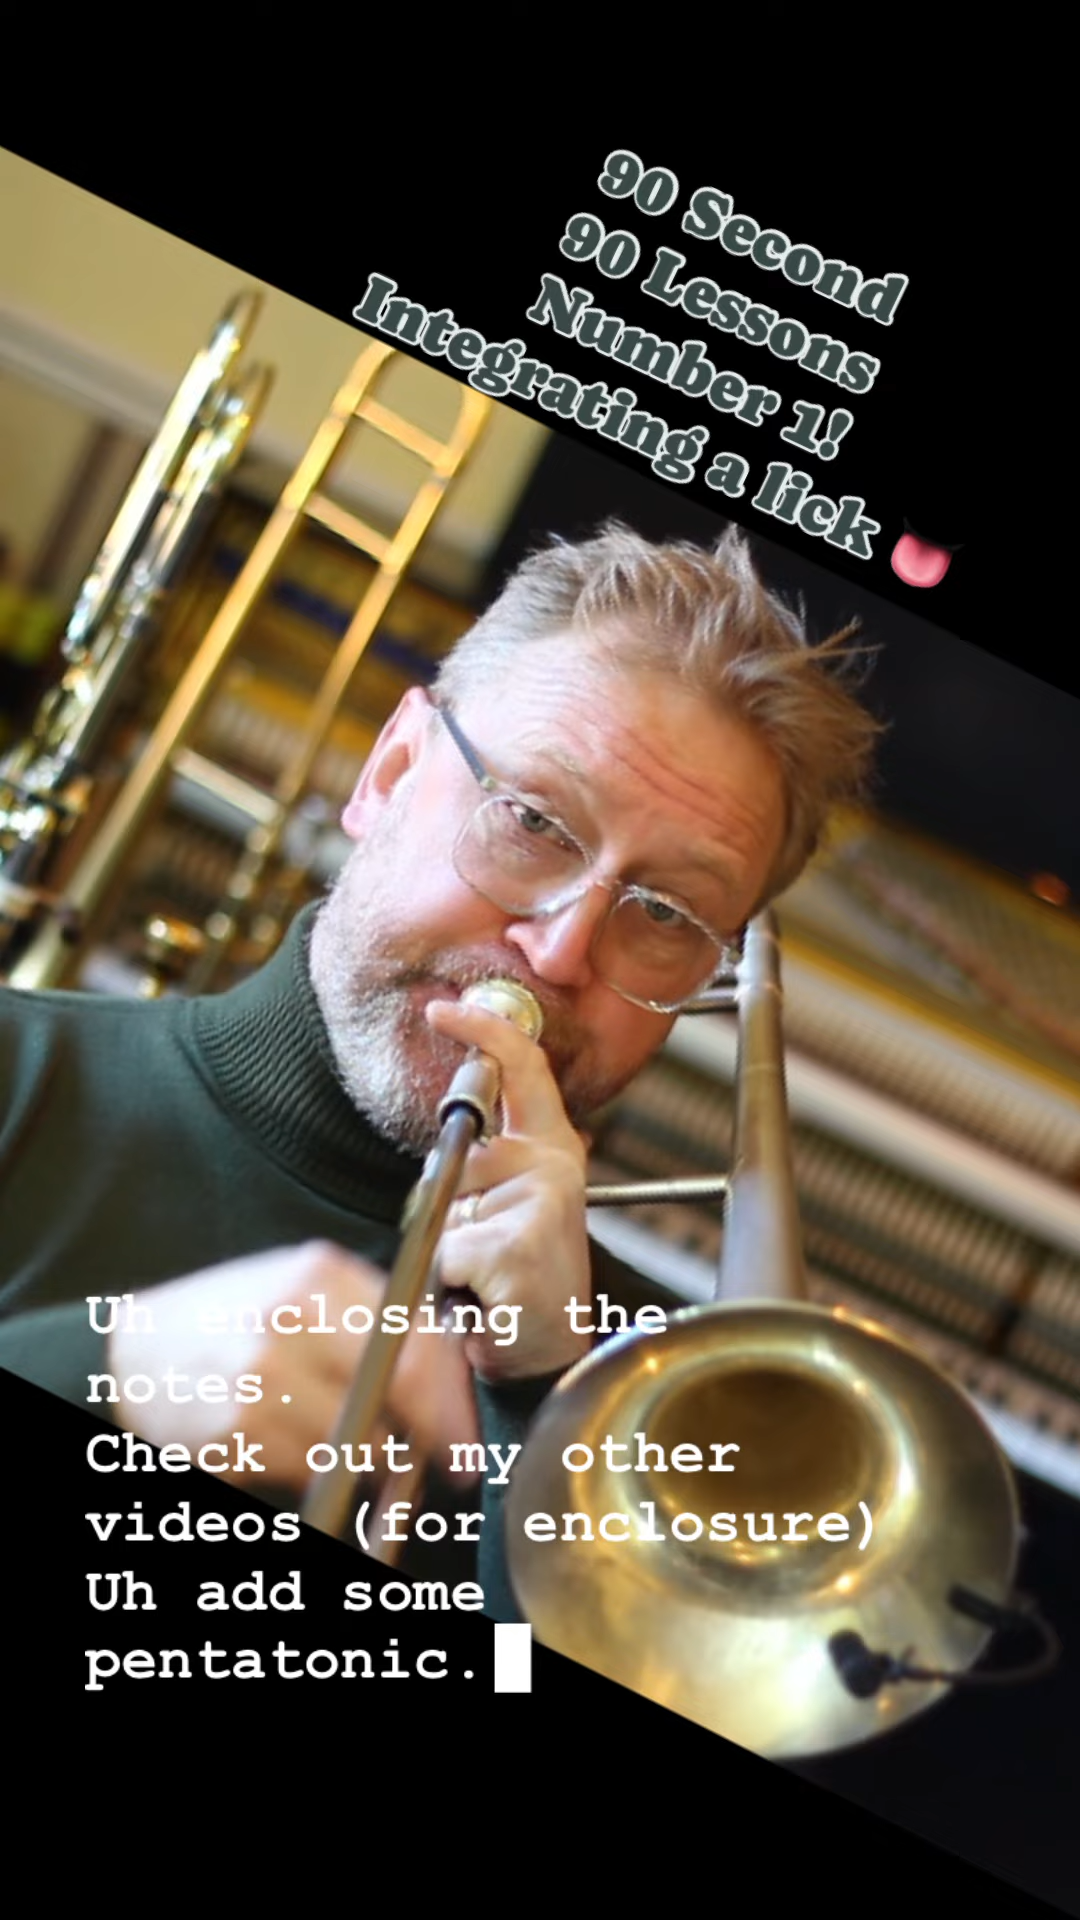 90 Second
90 Lessons
Number 1!
Integrating a lick 👅
Uh enclosing the
notes.
Check out my other
videos (for enclosure)
Uh add some
pentatonic.